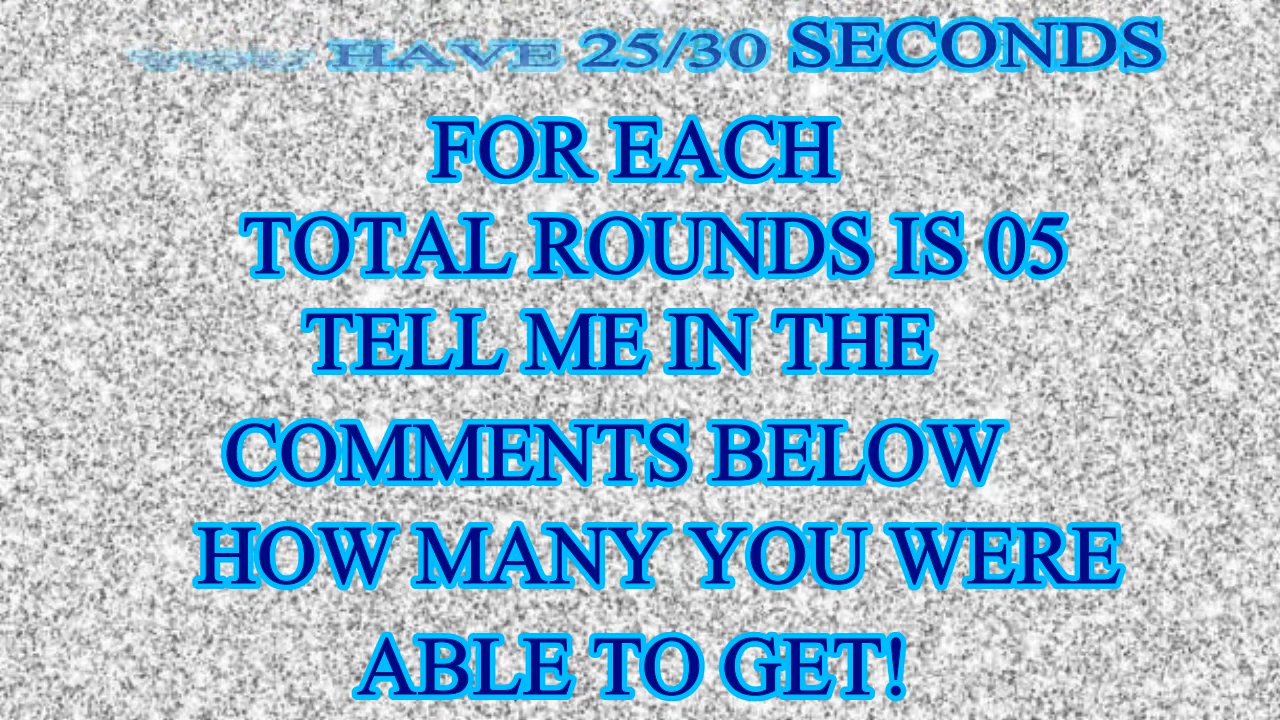 YOU HAVE 25/30 SECONDS
FOR EACH
TOTAL ROUNDS IS 05
TELL ME IN THE
COMMENTS BELOW
HOW MANY YOU WERE
ABLE TO GET!